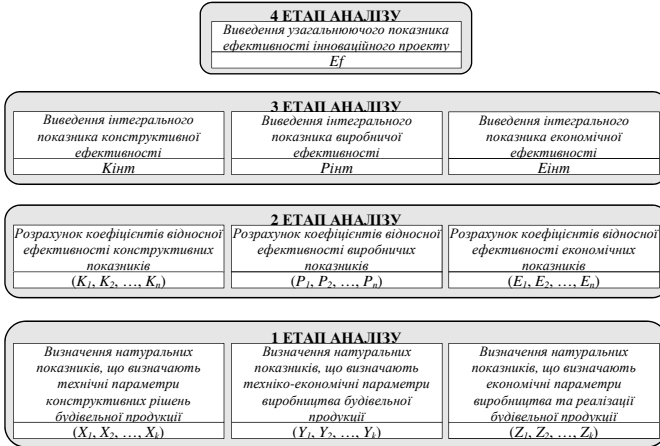 4 ЕТАП АНАЛІЗУ
Виведення узагальнюючого показника
ефективності інноваційного проекту
Ef
3 ЕТАП АНАЛІЗУ
Виведення інтегрального
показника конструктивної
ефективності
Кінт
Виведення інтегрального
показника виробничої
ефективності
Рінт
Виведення інтегрального
показника економічної
ефективності
Еінт
2 ЕТАП АНАЛІЗУ
Розрахунок коефіцієнтів відносної
ефективності конструктивних
показників
(K₁, K₂, …, Kₙ)
Розрахунок коефіцієнтів відносної
ефективності виробничих
показників
(P₁, P₂, …, Pₙ)
Розрахунок коефіцієнтів відносної
ефективності економічних
показників
(E₁, E₂, …, Eₙ)
1 ЕТАП АНАЛІЗУ
Визначення натуральних
показників, що визначають
технічні параметри
конструктивних рішень
будівельної продукції
(X₁, X₂, …, Xₖ)
Визначення натуральних
показників, що визначають
техніко-економічні параметри
виробництва будівельної
продукції
(Y₁, Y₂, …, Yₖ)
Визначення натуральних
показників, що визначають
економічні параметри
виробництва та реалізації
будівельної продукції
(Z₁, Z₂, …, Zₖ)